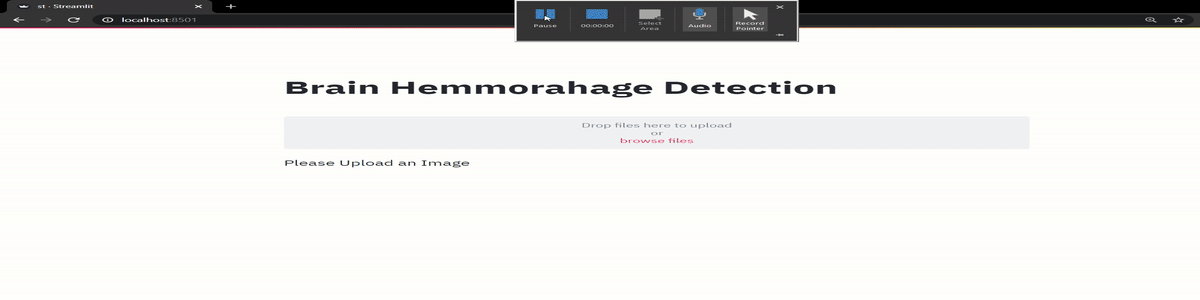 st · Streamlit
localhost:8501
Pause
00:00:00
Select
Area
Audio
Record
Pointer
Brain Hemmorahage Detection
Drop files here to upload
or
browse files
Please Upload an Image